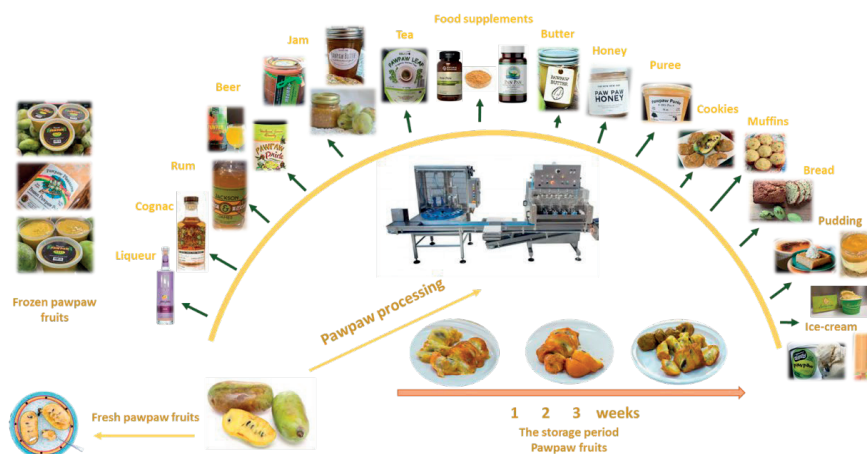 Food supplements
Tea
Butter
Jam
Honey
Puree
Beer
Cookies
Muffins
Rum
Bread
Cognac
Pudding
Liqueur
Frozen pawpaw
fruits
Ice-cream
Pawpaw processing
Fresh pawpaw fruits
1 2 3 weeks
The storage period
Pawpaw fruits
PAWPAW LEAF
PAW PAW
HONEY
PAWPAW